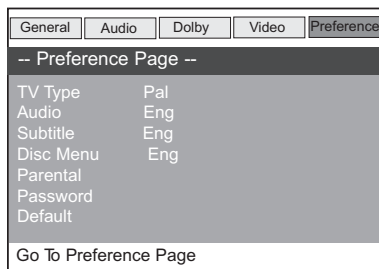 General Audio Dolby Video Preference
-- Preference Page --
TV Type Pal
Audio Eng
Subtitle Eng
Disc Menu Eng
Parental
Password
Default
Go To Preference Page